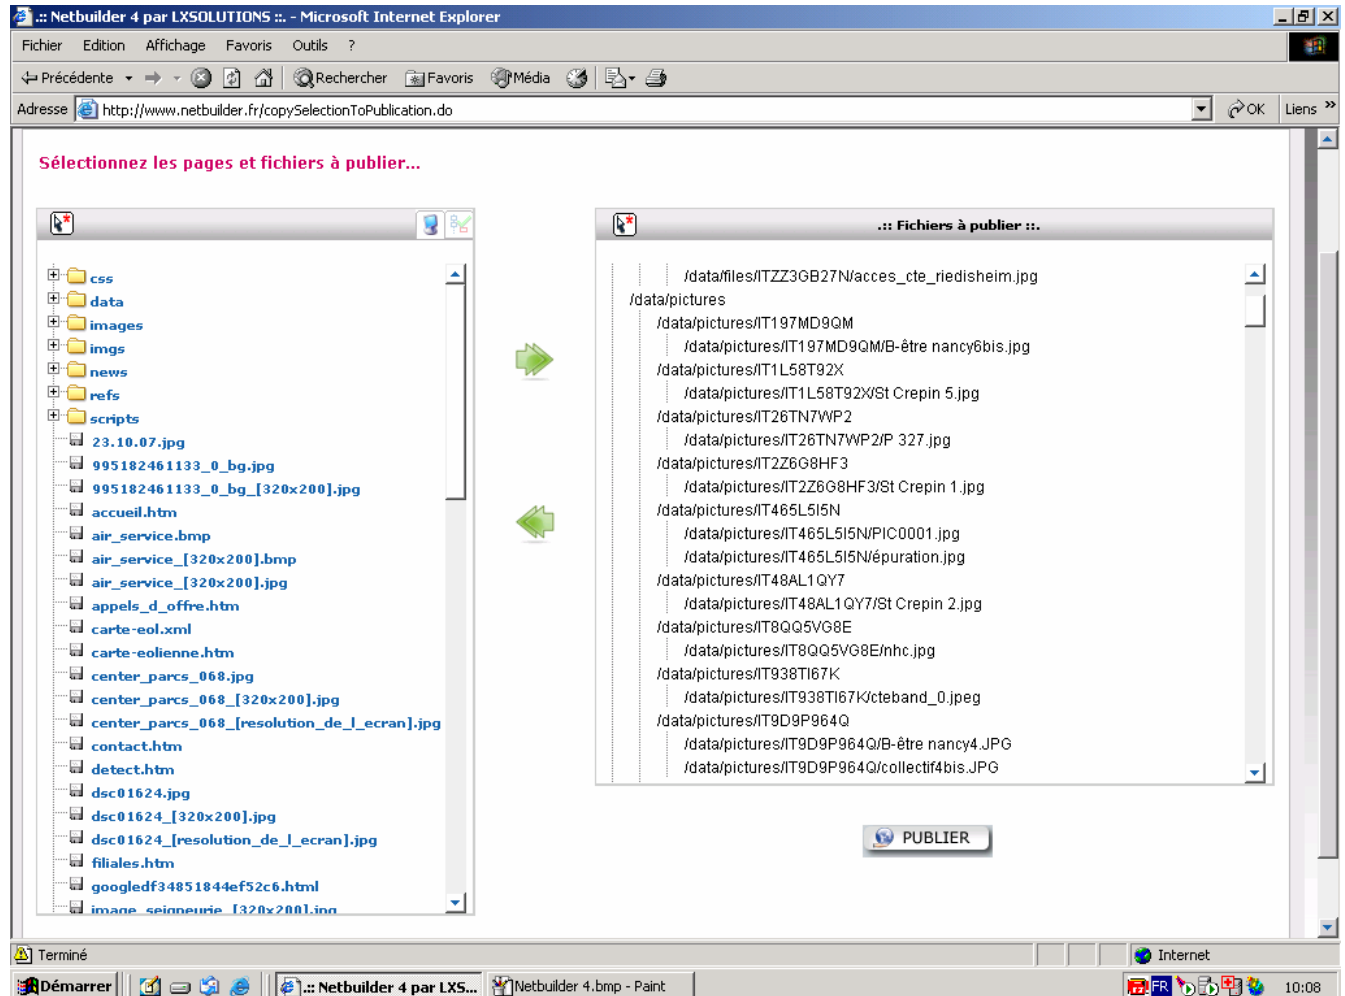 .:: Netbuilder 4 par LXSOLUTIONS ::. - Microsoft Internet Explorer
Fichier Edition Affichage Favoris Outils ?
Précédente Rechercher Favoris Média
Adresse http://www.netbuilder.fr/copySelectionToPublication.do OK Liens »
Sélectionnez les pages et fichiers à publier...
css
data
images
imgs
news
refs
scripts
23.10.07.jpg
995182461133_0_bg.jpg
995182461133_0_bg_[320x200].jpg
accueil.htm
air_service.bmp
air_service_[320x200].bmp
air_service_[320x200].jpg
appels_d_offre.htm
carte-eol.xml
carte-eolienne.htm
center_parcs_068.jpg
center_parcs_068_[320x200].jpg
center_parcs_068_[resolution_de_l_ecran].jpg
contact.htm
detect.htm
dsc01624.jpg
dsc01624_[320x200].jpg
dsc01624_[resolution_de_l_ecran].jpg
filiales.htm
googledf34851844ef52c6.html
image_seigneurie_[320x200].jpg
.:: Fichiers à publier ::.
/data/files/ITZZ3GB27N/acces_cte_riedisheim.jpg
/data/pictures
/data/pictures/IT197MD9QM
/data/pictures/IT197MD9QM/B-être nancy6bis.jpg
/data/pictures/IT1L58T92X
/data/pictures/IT1L58T92X/St Crepin 5.jpg
/data/pictures/IT26TN7WP2
/data/pictures/IT26TN7WP2/P 327.jpg
/data/pictures/IT2Z6G8HF3
/data/pictures/IT2Z6G8HF3/St Crepin 1.jpg
/data/pictures/IT465L5I5N
/data/pictures/IT465L5I5N/PIC0001.jpg
/data/pictures/IT465L5I5N/épuration.jpg
/data/pictures/IT48AL1QY7
/data/pictures/IT48AL1QY7/St Crepin 2.jpg
/data/pictures/IT8QQ5VG8E
/data/pictures/IT8QQ5VG8E/nhc.jpg
/data/pictures/IT938TI67K
/data/pictures/IT938TI67K/cteband_0.jpeg
/data/pictures/IT9D9P964Q
/data/pictures/IT9D9P964Q/B-être nancy4.JPG
/data/pictures/IT9D9P964Q/collectif4bis.JPG
PUBLIER
Terminé Internet
Démarrer .:: Netbuilder 4 par LXS... Netbuilder 4.bmp - Paint FR 10:08